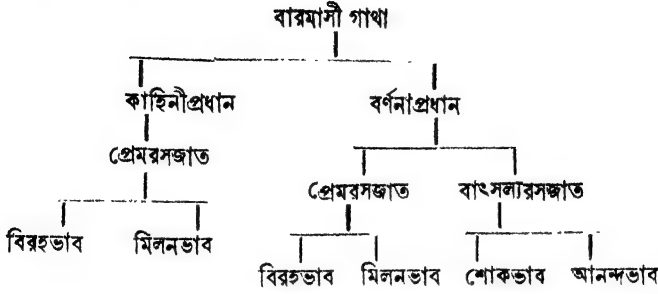 বারমাসী গাথা
কাহিনীপ্রধান বর্ণনাপ্রধান
প্রেমরসজাত
প্রেমরসজাত বাৎসল্যরসজাত
বিরহভাব মিলনভাব
বিরহভাব মিলনভাব শোকভাব আনন্দভাব